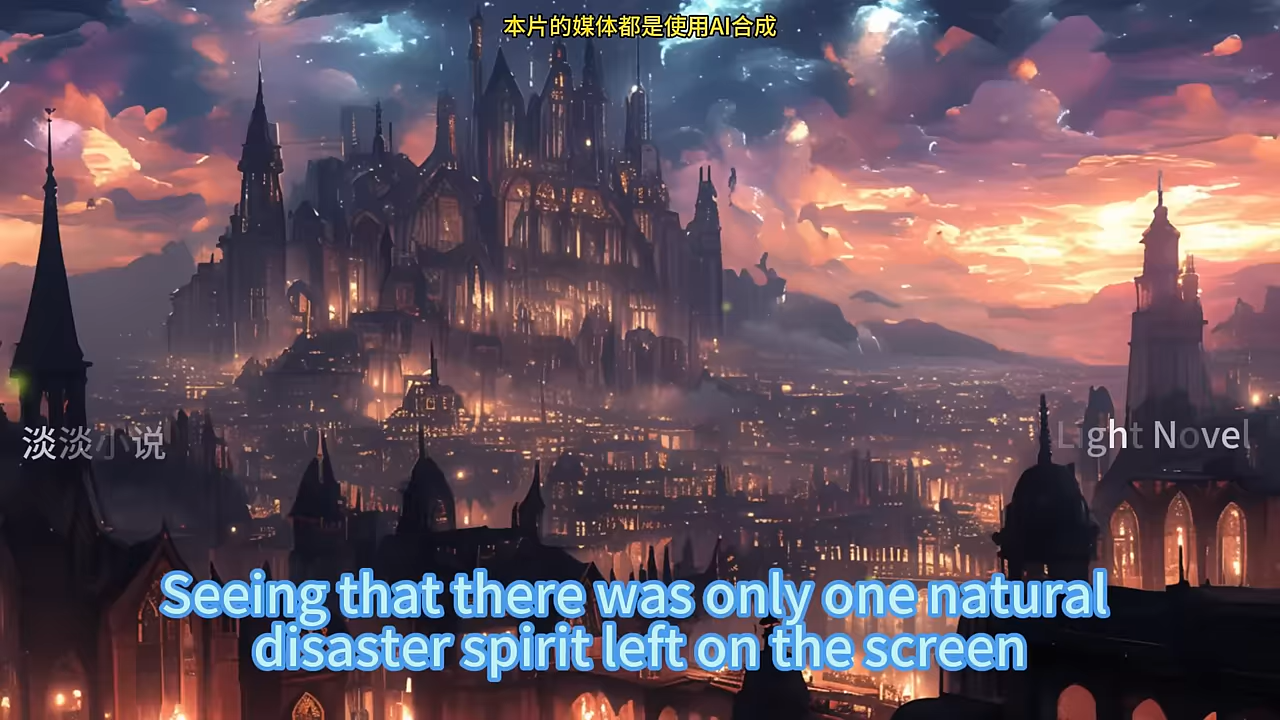 本片的媒体都是使用AI合成
淡淡小说
Light Novel
Seeing that there was only one natural
disaster spirit left on the screen